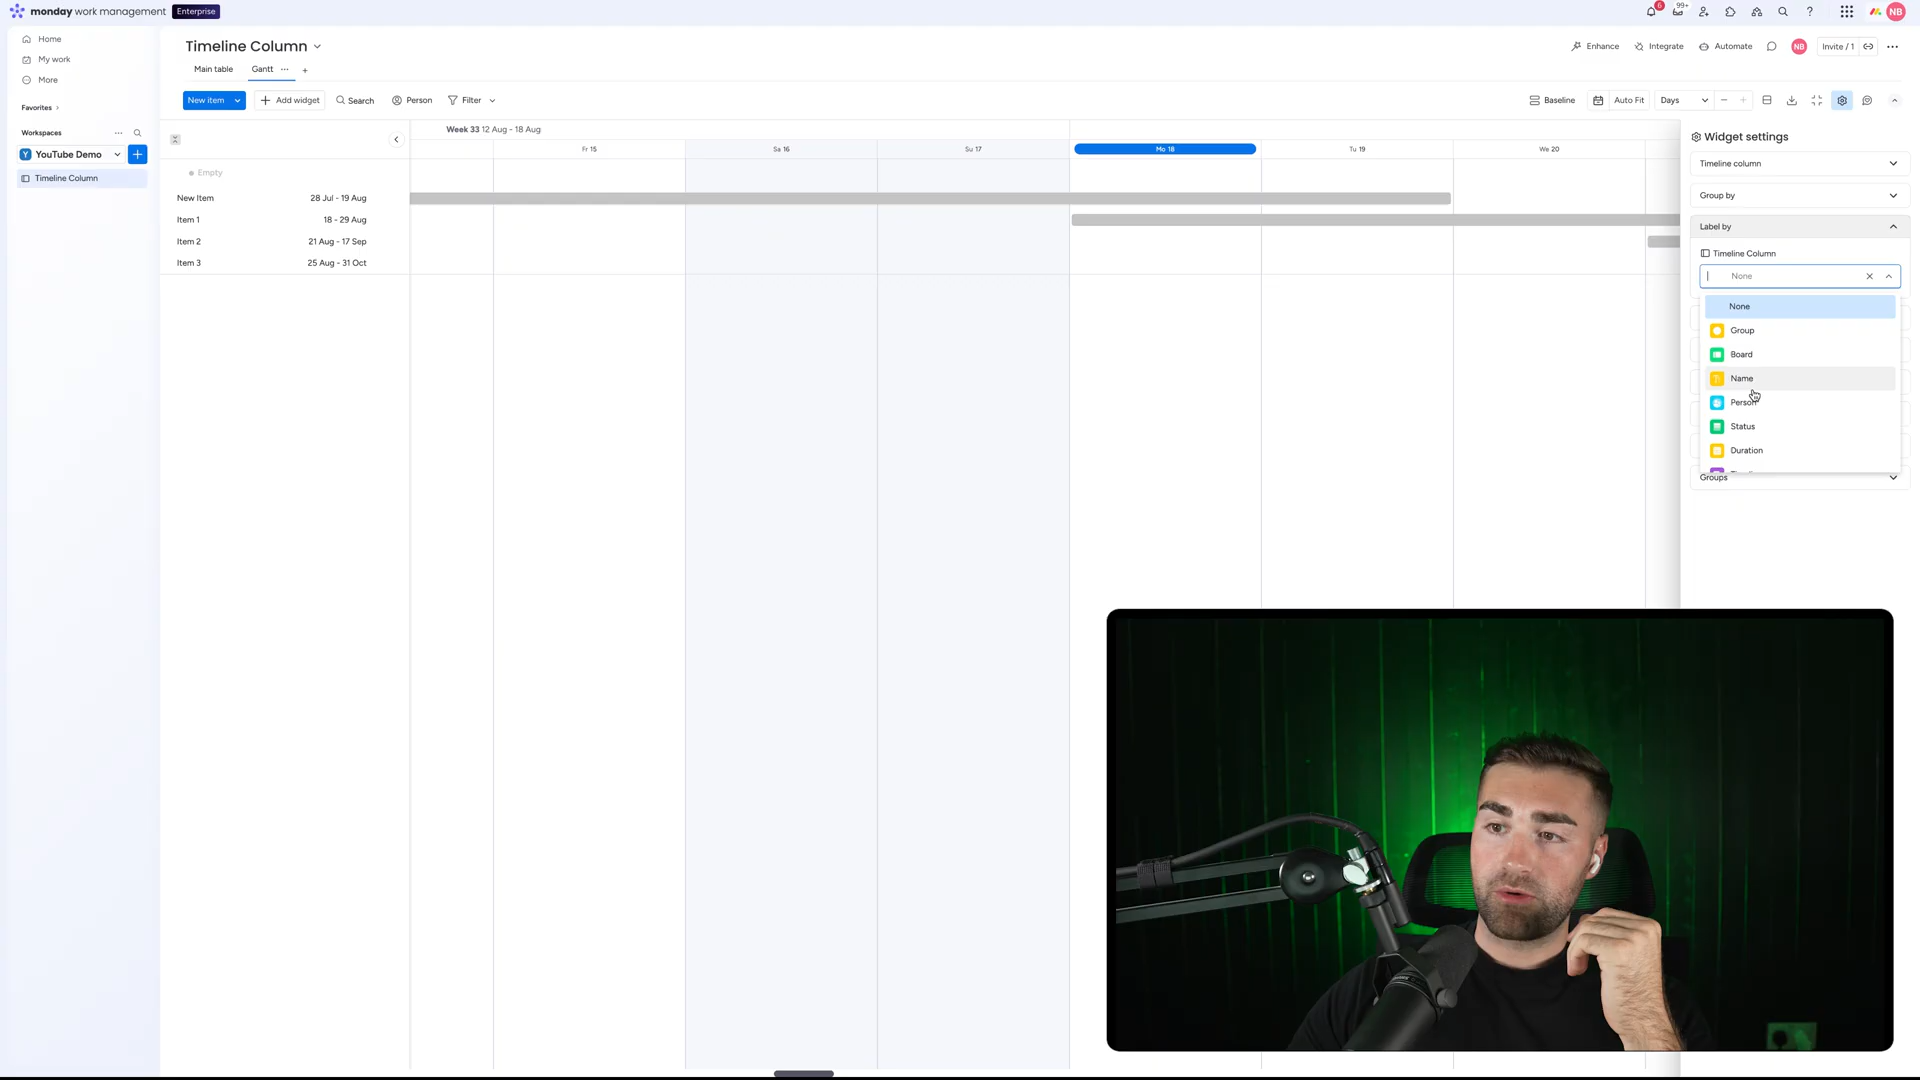 monday work management Enterprise
6
99+
NB
Home
My work
More
Favorites
Workspaces
Y YouTube Demo
Timeline Column
Timeline Column
Enhance
Integrate
Automate
NB
Invite / 1
Main table
Gantt
New item
Add widget
Search
Person
Filter
Baseline
Auto Fit
Days
Week 33 12 Aug - 18 Aug
Fr 15
Sa 16
Su 17
Mo 18
Tu 19
We 20
Empty
New Item 28 Jul - 19 Aug
Item 1 18 - 29 Aug
Item 2 21 Aug - 17 Sep
Item 3 25 Aug - 31 Oct
Widget settings
Timeline column
Group by
Label by
Timeline Column
None
None
Group
Board
Name
Person
Status
Duration
Groups